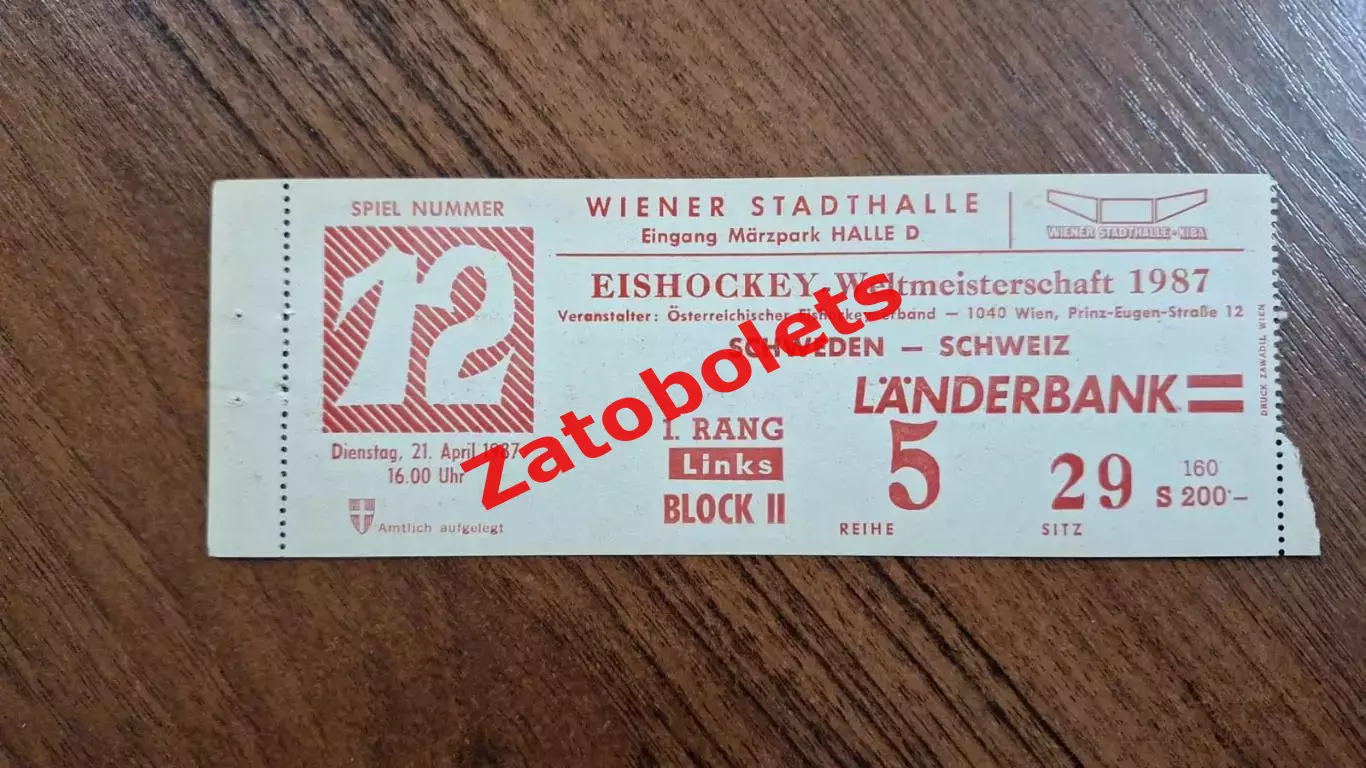 SPIEL NUMMER
12
Dienstag, 21. April 1987
16.00 Uhr
Amtlich aufgelegt
WIENER STADTHALLE
Eingang Märzpark HALLE D
WIENER STADTHALLE-KIBA
EISHOCKEY-Weltmeisterschaft 1987
Veranstalter: Österreichischer Eishockeyverband — 1040 Wien, Prinz-Eugen-Straße 12
SCHWEDEN — SCHWEIZ
LÄNDERBANK
1. RANG
Links
BLOCK II
5
REIHE
29
SITZ
160
S 200·—
DRUCK ZAWADIL WIEN
Zatobolets